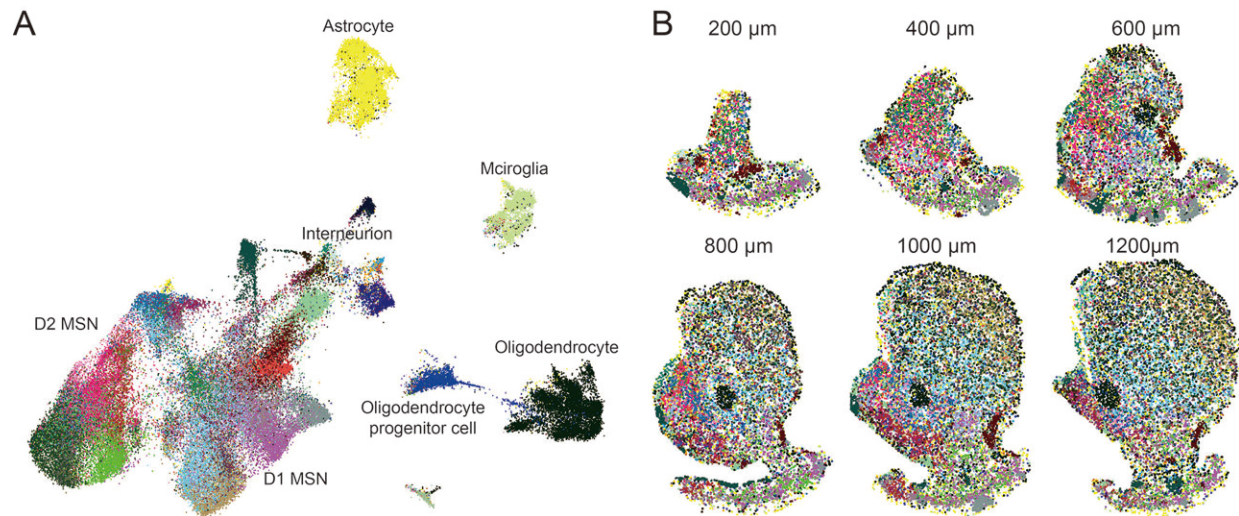 A
Astrocyte
Mciroglia
Interneurion
D2 MSN
Oligodendrocyte
Oligodendrocyte
progenitor cell
D1 MSN
B
200 µm
400 µm
600 µm
800 µm
1000 µm
1200µm